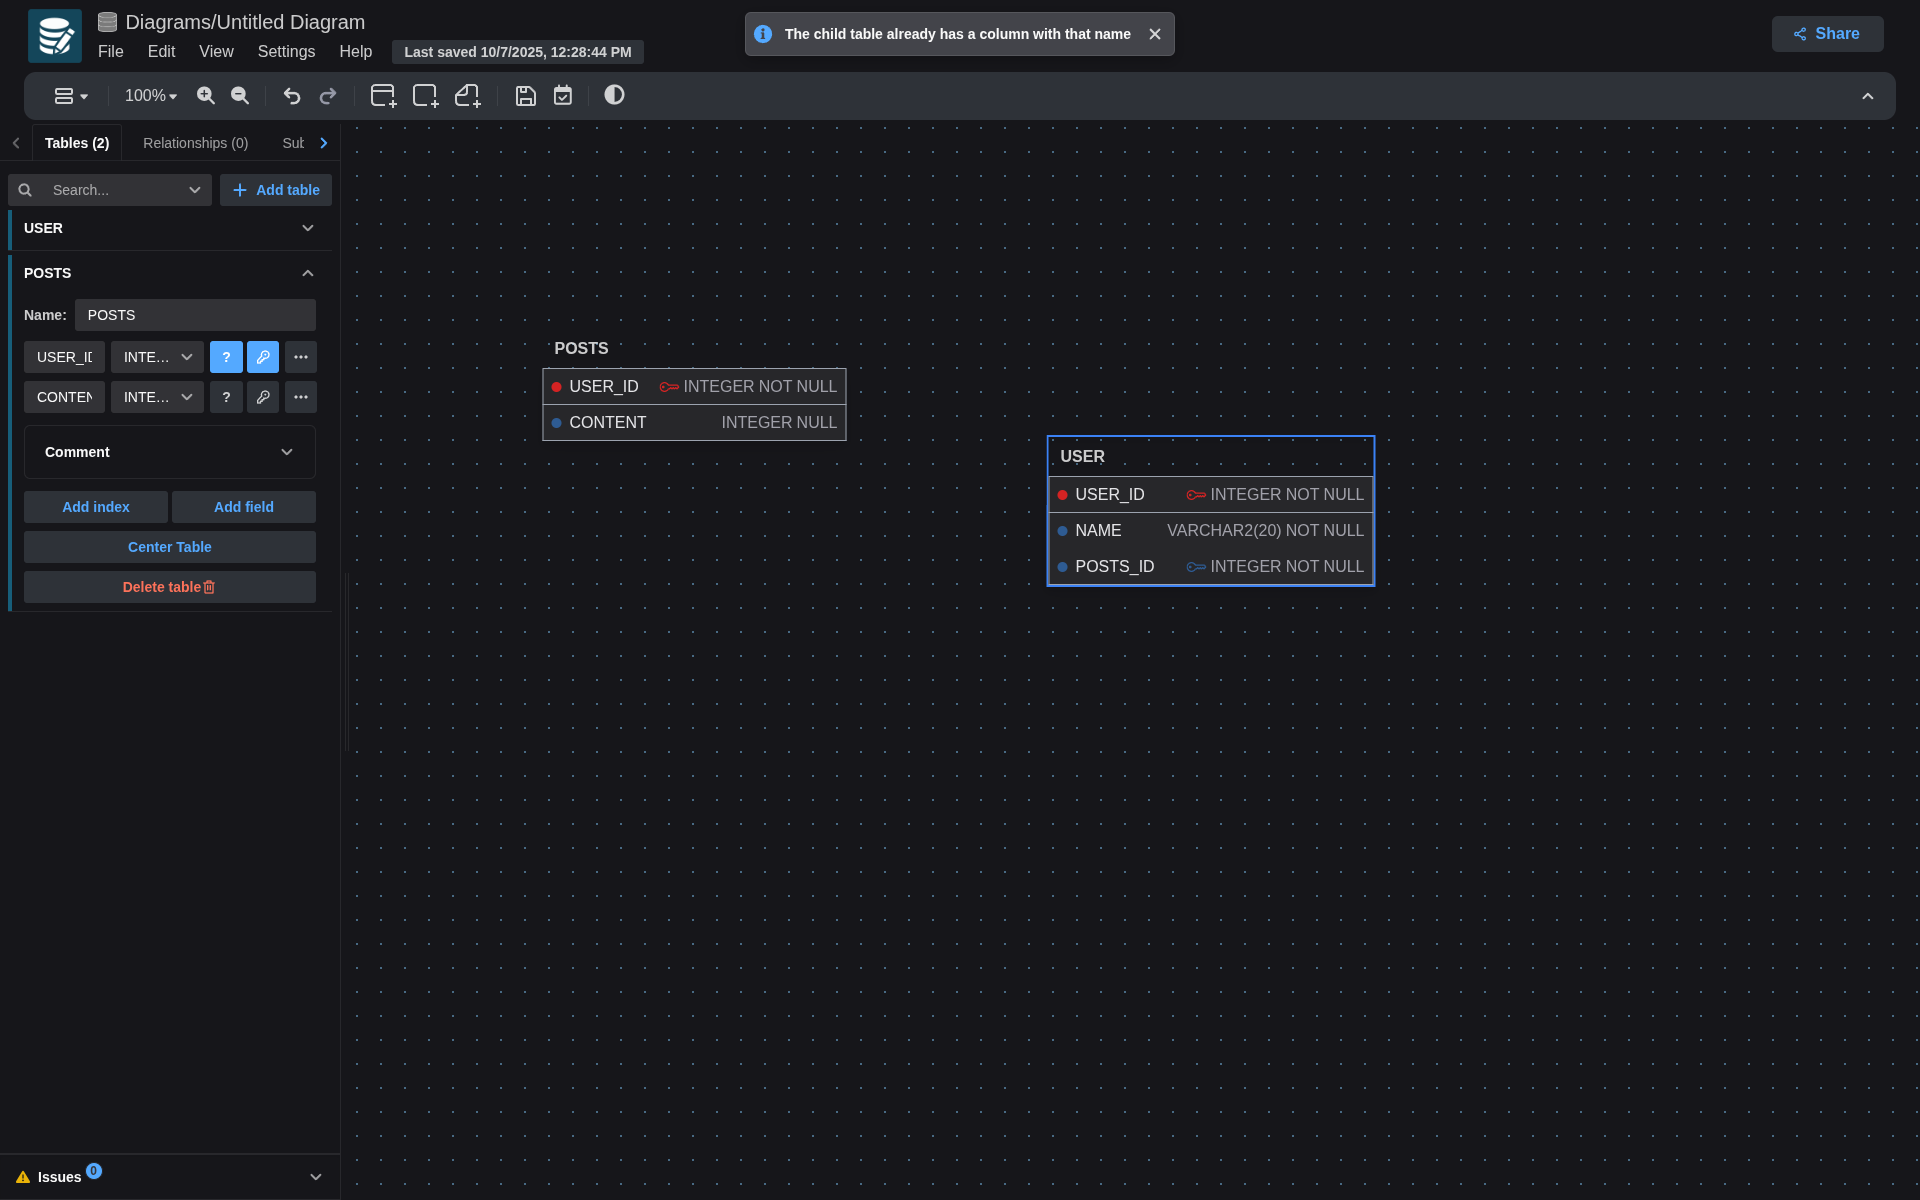 Diagrams/Untitled Diagram
File Edit View Settings Help Last saved 10/7/2025, 12:28:44 PM
The child table already has a column with that name
Share
100%
Tables (2) Relationships (0) Sub
Search... Add table
USER
POSTS
Name: POSTS
USER_ID INTE... ?
CONTEN INTE... ?
Comment
Add index Add field
Center Table
Delete table
Issues 0
POSTS
USER_ID INTEGER NOT NULL
CONTENT INTEGER NULL
USER
USER_ID INTEGER NOT NULL
NAME VARCHAR2(20) NOT NULL
POSTS_ID INTEGER NOT NULL